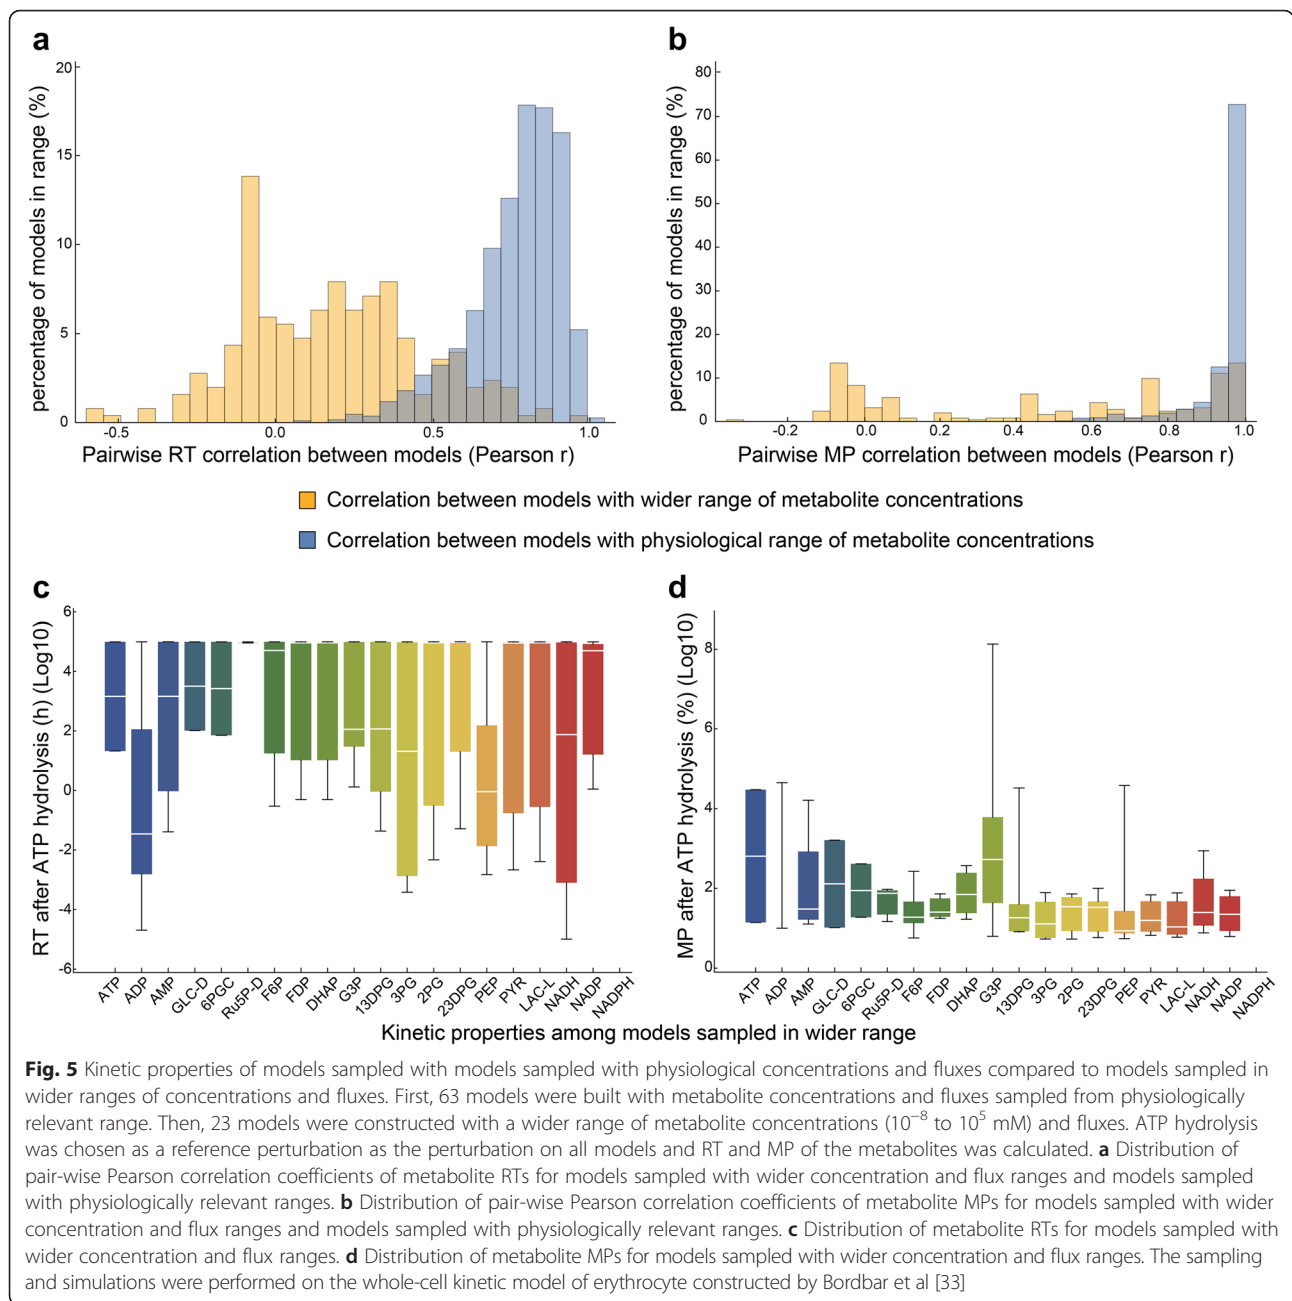 a
20
15
10
5
0
percentage of models in range (%)
-0.5
0.0
0.5
1.0
Pairwise RT correlation between models (Pearson r)
b
80
70
60
50
40
30
20
10
0
percentage of models in range (%)
-0.2
0.0
0.2
0.4
0.6
0.8
1.0
Pairwise MP correlation between models (Pearson r)
Correlation between models with wider range of metabolite concentrations
Correlation between models with physiological range of metabolite concentrations
c
6
4
2
0
-2
-4
-6
RT after ATP hydrolysis (h) (Log10)
ATP
ADP
AMP
GLC-D
6PGC
Ru5P-D
F6P
FDP
DHAP
G3P
13DPG
3PG
2PG
23DPG
PEP
PYR
LAC-L
NADH
NADP
NADPH
d
8
6
4
2
0
MP after ATP hydrolysis (%) (Log10)
ATP
ADP
AMP
GLC-D
6PGC
Ru5P-D
F6P
FDP
DHAP
G3P
13DPG
3PG
2PG
23DPG
PEP
PYR
LAC-L
NADH
NADP
NADPH
Kinetic properties among models sampled in wider range
Fig. 5 Kinetic properties of models sampled with models sampled with physiological concentrations and fluxes compared to models sampled in
wider ranges of concentrations and fluxes. First, 63 models were built with metabolite concentrations and fluxes sampled from physiologically
relevant range. Then, 23 models were constructed with a wider range of metabolite concentrations (10⁻⁸ to 10⁵ mM) and fluxes. ATP hydrolysis
was chosen as a reference perturbation as the perturbation on all models and RT and MP of the metabolites was calculated. a Distribution of
pair-wise Pearson correlation coefficients of metabolite RTs for models sampled with wider concentration and flux ranges and models sampled
with physiologically relevant ranges. b Distribution of pair-wise Pearson correlation coefficients of metabolite MPs for models sampled with wider
concentration and flux ranges and models sampled with physiologically relevant ranges. c Distribution of metabolite RTs for models sampled with
wider concentration and flux ranges. d Distribution of metabolite MPs for models sampled with wider concentration and flux ranges. The sampling
and simulations were performed on the whole-cell kinetic model of erythrocyte constructed by Bordbar et al [33]